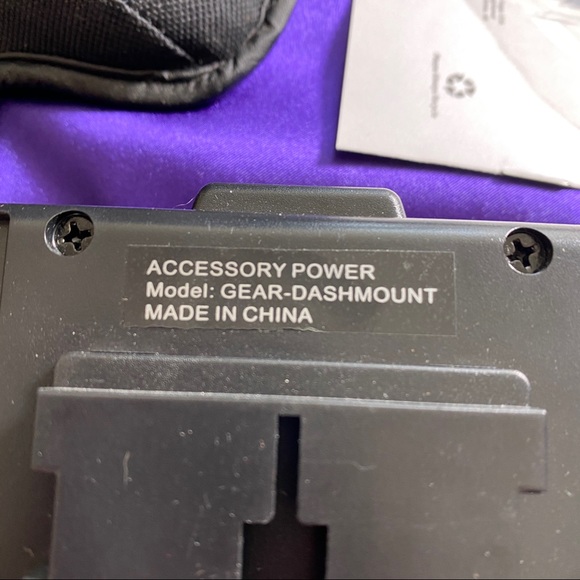 ACCESSORY POWER
Model: GEAR-DASHMOUNT
MADE IN CHINA